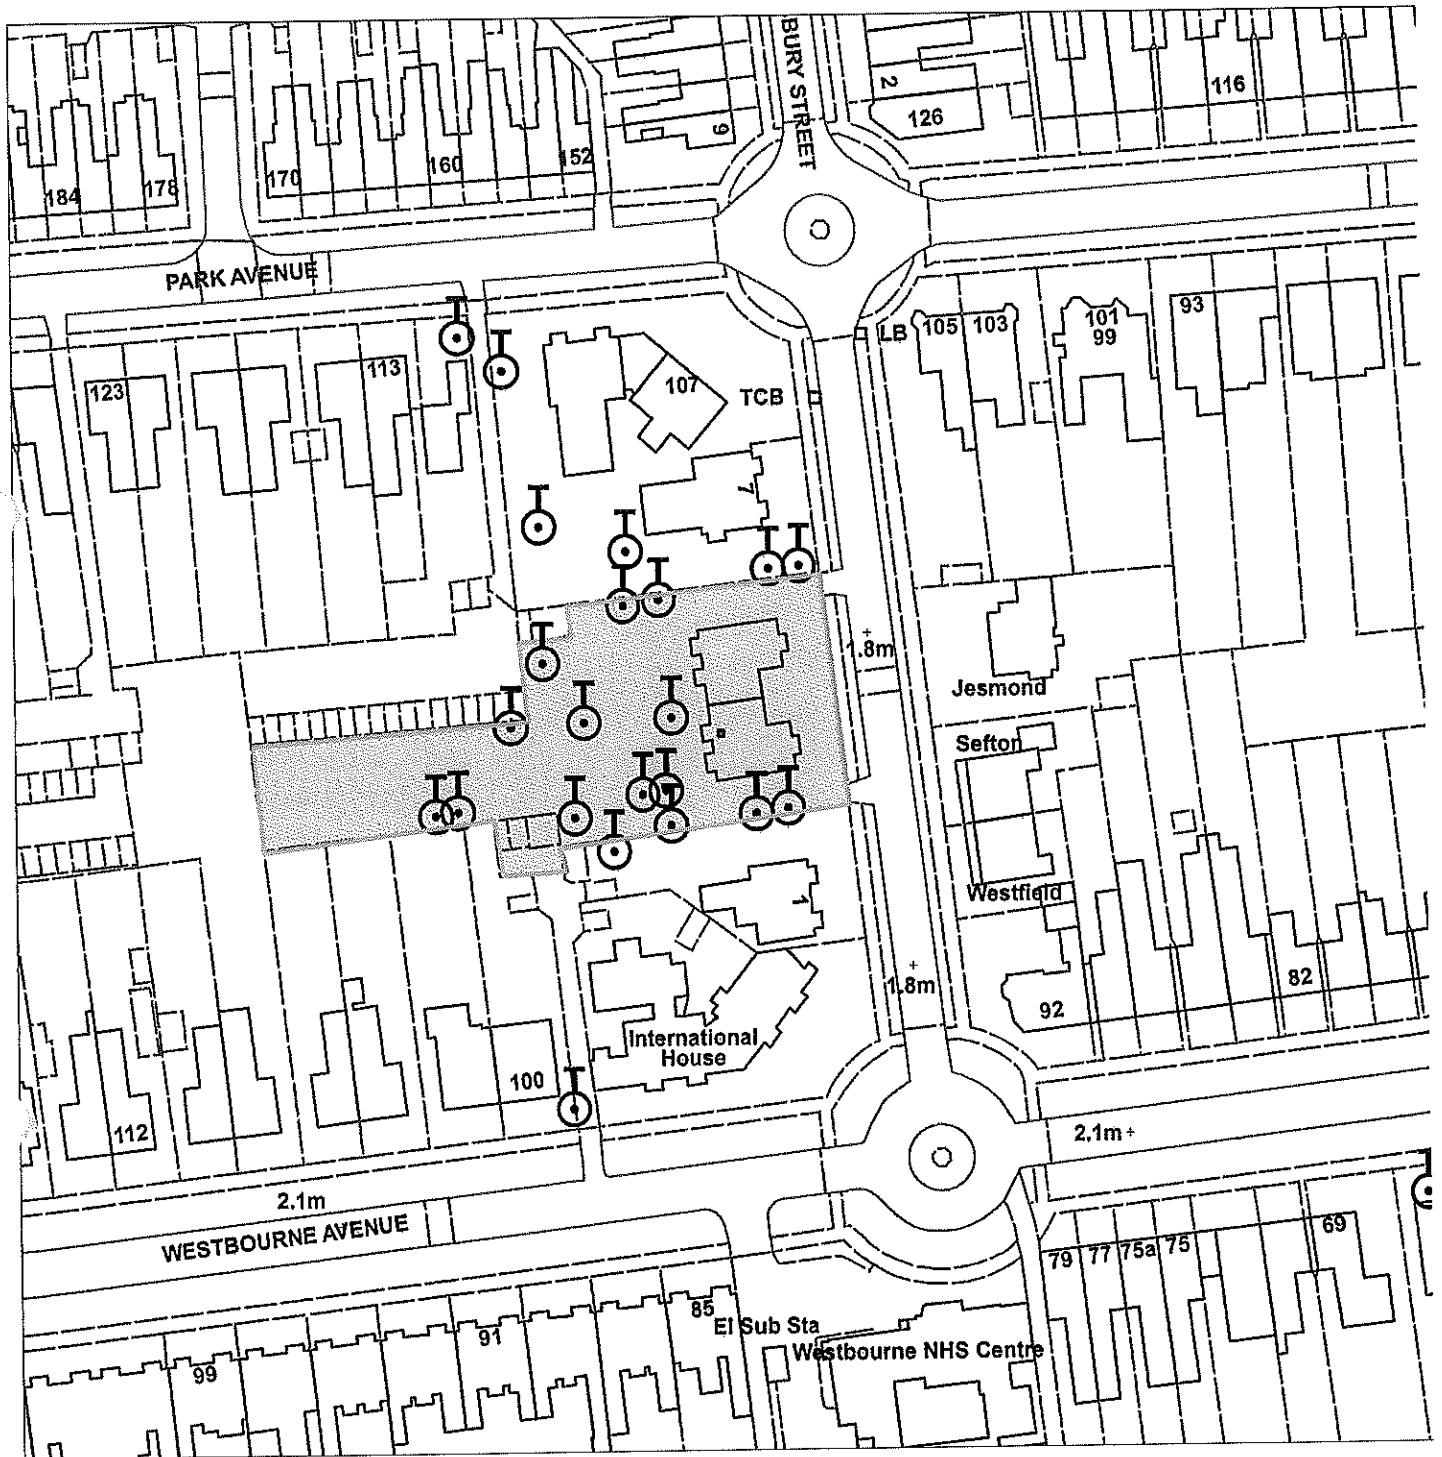 BURY STREET
2
126
116
9
184
178
170
160
152
PARK AVENUE
LB
105
103
101
99
93
123
113
107
TCB
7
1.8m
Jesmond
Sefton
Westfield
1
1.8m
92
82
International
House
100
112
2.1m
2.1m
WESTBOURNE AVENUE
79
77
75a
75
69
85
El Sub Sta
91
Westbourne NHS Centre
99